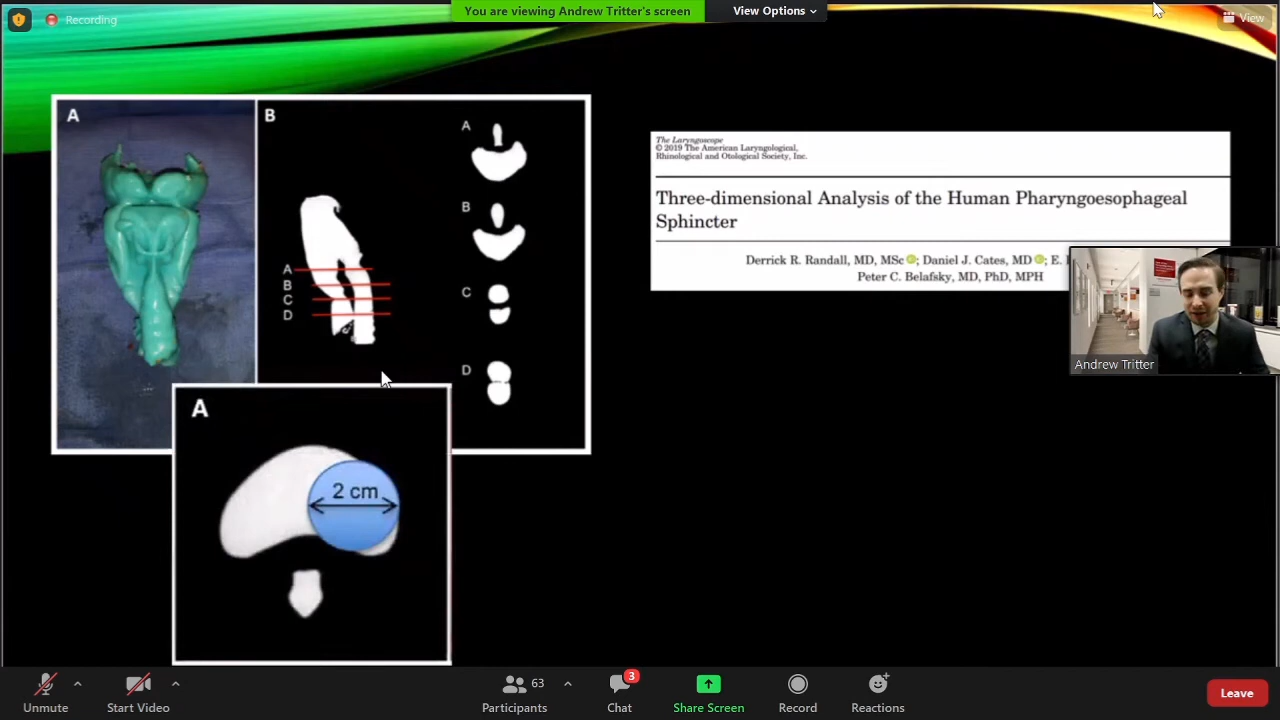 Recording
You are viewing Andrew Tritter's screen
View Options
View
A
B
A
B
C
D
A
B
C
D
A
2 cm
The Laryngoscope
© 2019 The American Laryngological,
Rhinological and Otological Society, Inc.
Three-dimensional Analysis of the Human Pharyngoesophageal
Sphincter
Derrick R. Randall, MD, MSc; Daniel J. Cates, MD; E.
Peter C. Belafsky, MD, PhD, MPH
Andrew Tritter
Unmute
Start Video
Participants
63
Chat
3
Share Screen
Record
Reactions
Leave